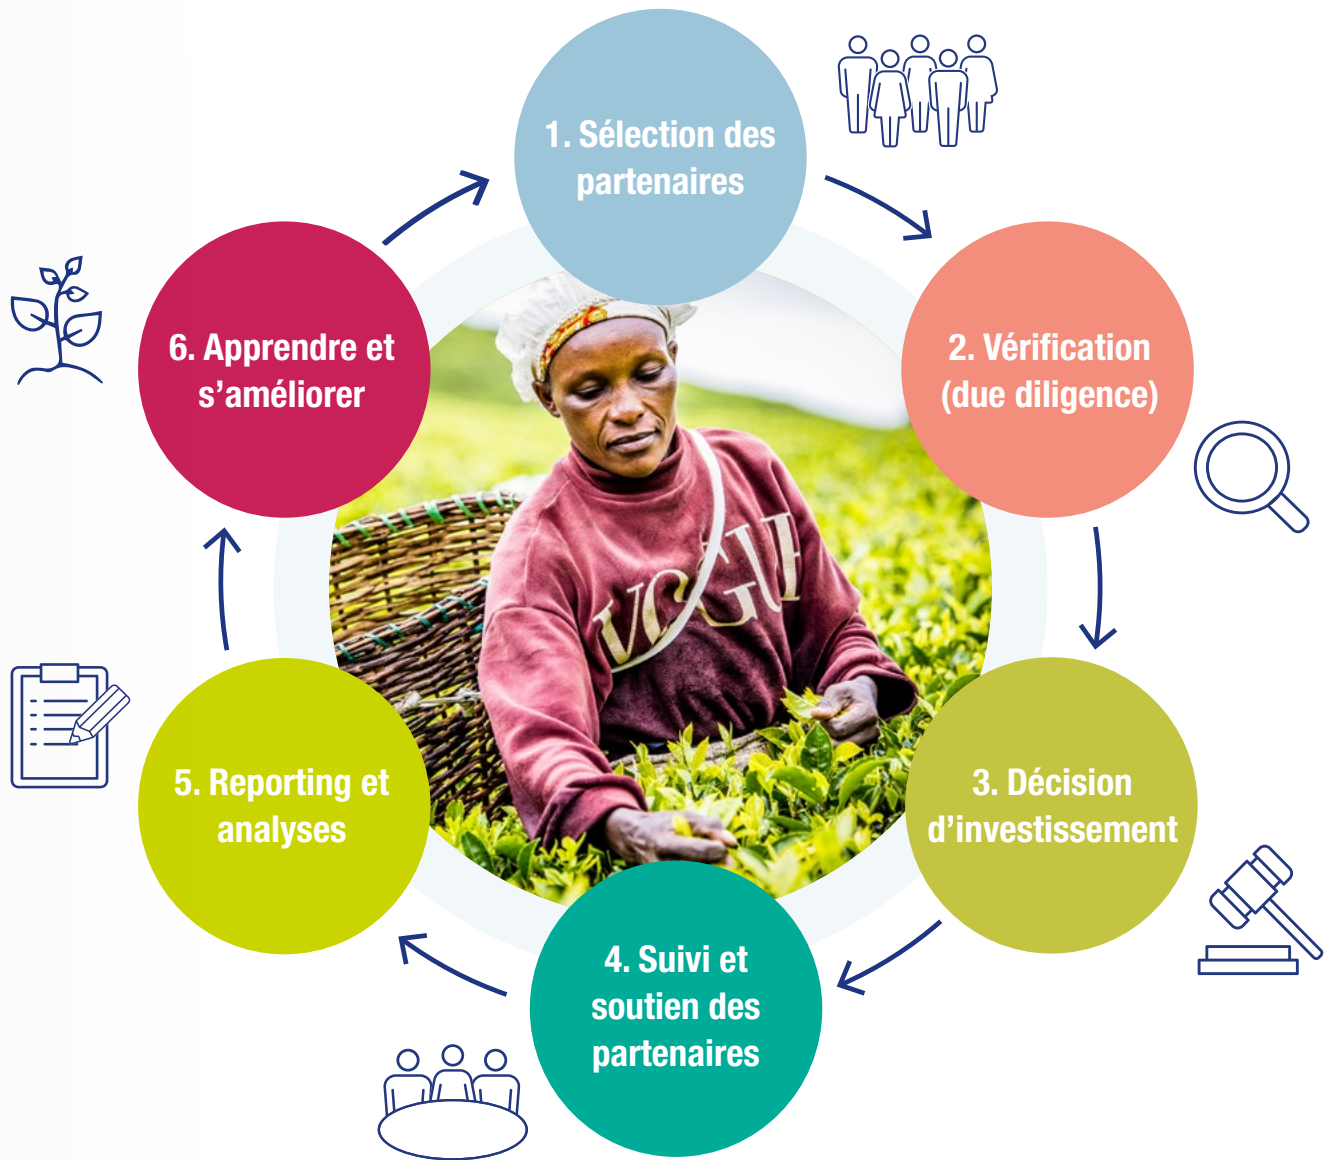 1. Sélection des
partenaires
2. Vérification
(due diligence)
3. Décision
d’investissement
4. Suivi et
soutien des
partenaires
5. Reporting et
analyses
6. Apprendre et
s’améliorer
VOGUE